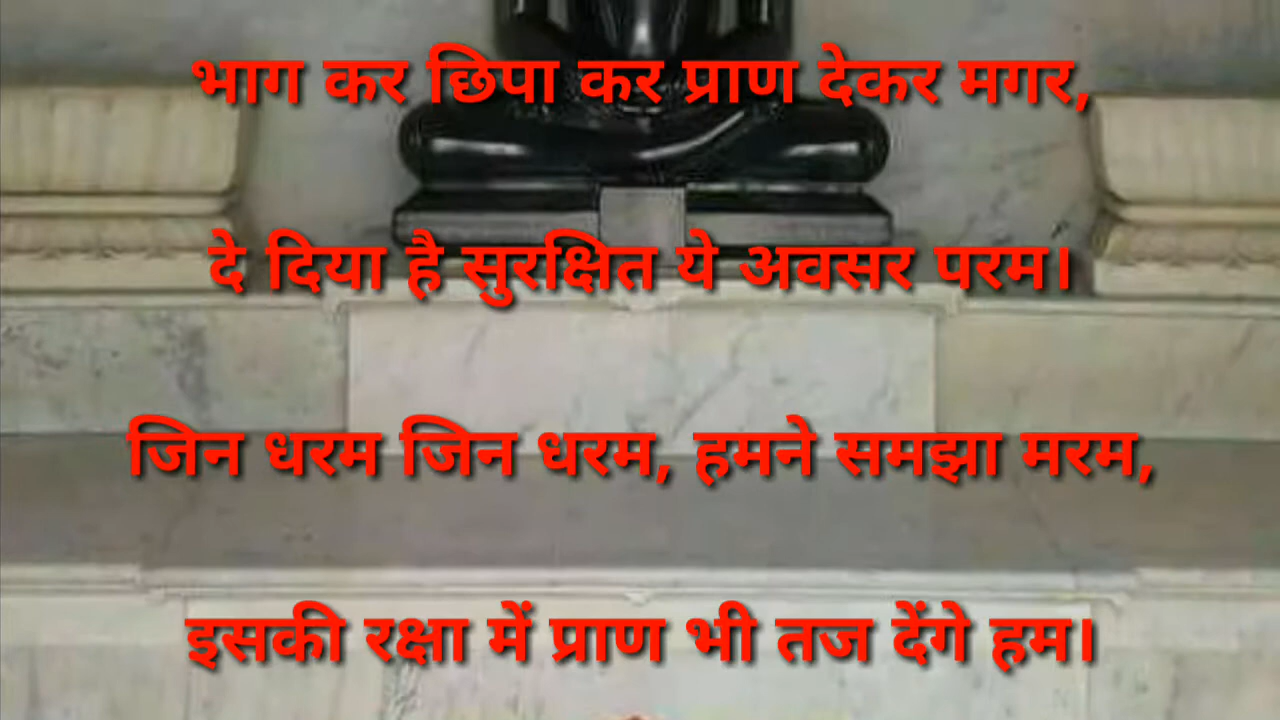 भाग कर छिपा कर प्राण देकर मगर,
दे दिया है सुरक्षित ये अवसर परम।
जिन धरम जिन धरम, हमने समझा मरम,
इसकी रक्षा में प्राण भी तज देंगे हम।